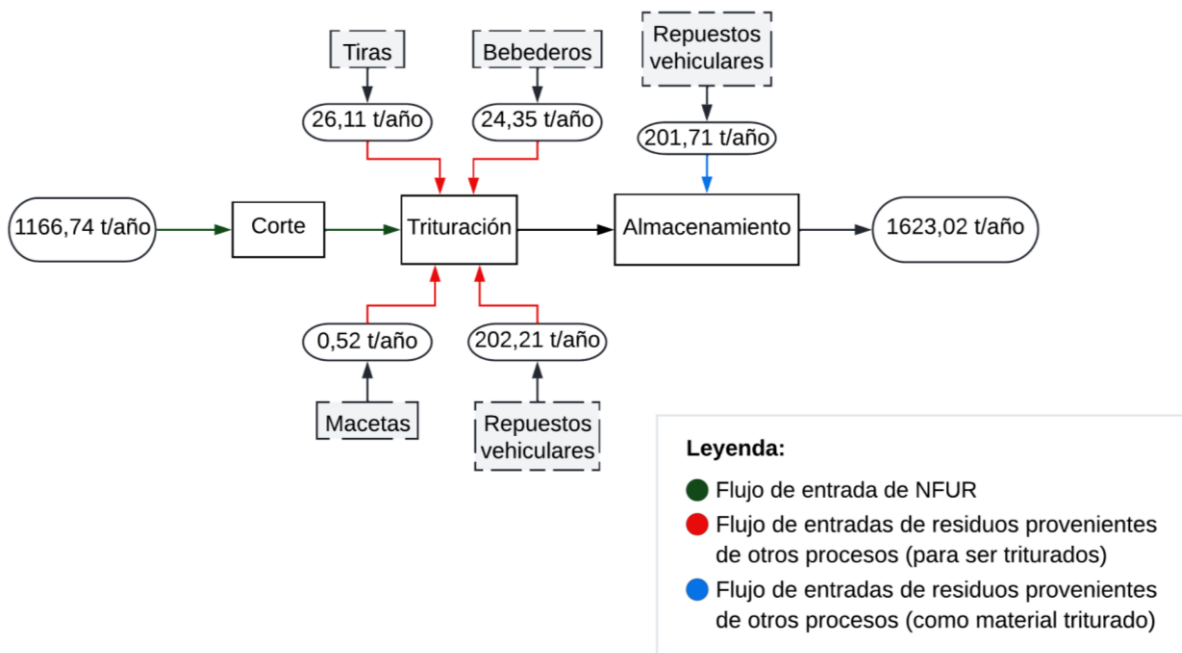 Tiras
Bebederos
Repuestos
vehiculares
26,11 t/año
24,35 t/año
201,71 t/año
1166,74 t/año
Corte
Trituración
Almacenamiento
1623,02 t/año
0,52 t/año
202,21 t/año
Macetas
Repuestos
vehiculares
Leyenda:
Flujo de entrada de NFUR
Flujo de entradas de residuos provenientes
de otros procesos (para ser triturados)
Flujo de entradas de residuos provenientes
de otros procesos (como material triturado)